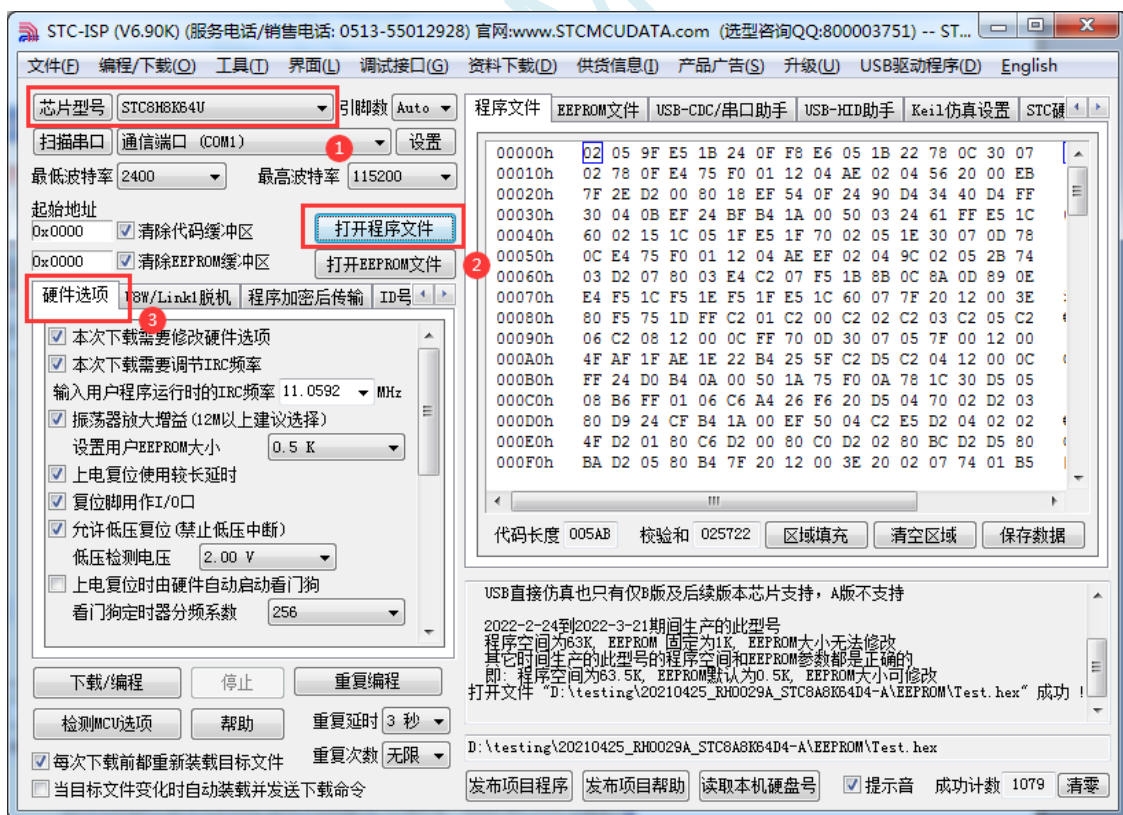 STC-ISP (V6.90K) (服务电话/销售电话: 0513-55012928) 官网:www.STCMCUDATA.com (选型咨询QQ:800003751) -- ST...
文件(F) 编程/下载(O) 工具(T) 界面(L) 调试接口(G) 资料下载(D) 供货信息(I) 产品广告(S) 升级(U) USB驱动程序(D) English
芯片型号 STC8H8K64U 引脚数 Auto
扫描串口 通信端口 (COM1) 设置
1
最低波特率 2400 最高波特率 115200
起始地址
0x0000 清除代码缓冲区 打开程序文件
0x0000 清除EEPROM缓冲区 打开EEPROM文件
2
硬件选项 U8W/Link1脱机 程序加密后传输 ID号
3
本次下载需要修改硬件选项
本次下载需要调节IRC频率
输入用户程序运行时的IRC频率 11.0592 MHz
振荡器放大增益(12M以上建议选择)
设置用户EEPROM大小 0.5 K
上电复位使用较长延时
复位脚用作I/O口
允许低压复位(禁止低压中断)
低压检测电压 2.00 V
上电复位时由硬件自动启动看门狗
看门狗定时器分频系数 256
下载/编程 停止 重复编程
检测MCU选项 帮助 重复延时 3 秒
每次下载前都重新装载目标文件 重复次数 无限
当目标文件变化时自动装载并发送下载命令
程序文件 EEPROM文件 USB-CDC/串口助手 USB-HID助手 Keil仿真设置 STC硬
00000h 02 05 9F E5 1B 24 0F F8 E6 05 1B 22 78 0C 30 07
00010h 02 78 0F E4 75 F0 01 12 04 AE 02 04 56 20 00 EB
00020h 7F 2E D2 00 80 18 EF 54 0F 24 90 D4 34 40 D4 FF
00030h 30 04 0B EF 24 BF B4 1A 00 50 03 24 61 FF E5 1C
00040h 60 02 15 1C 05 1F E5 1F 70 02 05 1E 30 07 0D 78
00050h 0C E4 75 F0 01 12 04 AE EF 02 04 9C 02 05 2B 74
00060h 03 D2 07 80 03 E4 C2 07 F5 1B 8B 0C 8A 0D 89 0E
00070h E4 F5 1C F5 1E F5 1F E5 1C 60 07 7F 20 12 00 3E
00080h 80 F5 75 1D FF C2 01 C2 00 C2 02 C2 03 C2 05 C2
00090h 06 C2 08 12 00 0C FF 70 0D 30 07 05 7F 00 12 00
000A0h 4F AF 1F AE 1E 22 B4 25 5F C2 D5 C2 04 12 00 0C
000B0h FF 24 D0 B4 0A 00 50 1A 75 F0 0A 78 1C 30 D5 05
000C0h 08 B6 FF 01 06 C6 A4 26 F6 20 D5 04 70 02 D2 03
000D0h 80 D9 24 CF B4 1A 00 EF 50 04 C2 E5 D2 04 02 02
000E0h 4F D2 01 80 C6 D2 00 80 C0 D2 02 80 BC D2 D5 80
000F0h BA D2 05 80 B4 7F 20 12 00 3E 20 02 07 74 01 B5
代码长度 005AB 校验和 025722 区域填充 清空区域 保存数据
USB直接仿真也只有仅B版及后续版本芯片支持，A版不支持
2022-2-24到2022-3-21期间生产的此型号
程序空间为63K, EEPROM 固定为1K, EEPROM大小无法修改
其它时间生产的此型号的程序空间和EEPROM参数都是正确的
即: 程序空间为63.5K, EEPROM默认为0.5K, EEPROM大小可修改
打开文件 "D:\testing\20210425_RH0029A_STC8A8K64D4-A\EEPROM\Test.hex" 成功 !
D:\testing\20210425_RH0029A_STC8A8K64D4-A\EEPROM\Test.hex
发布项目程序 发布项目帮助 读取本机硬盘号 提示音 成功计数 1079 清零